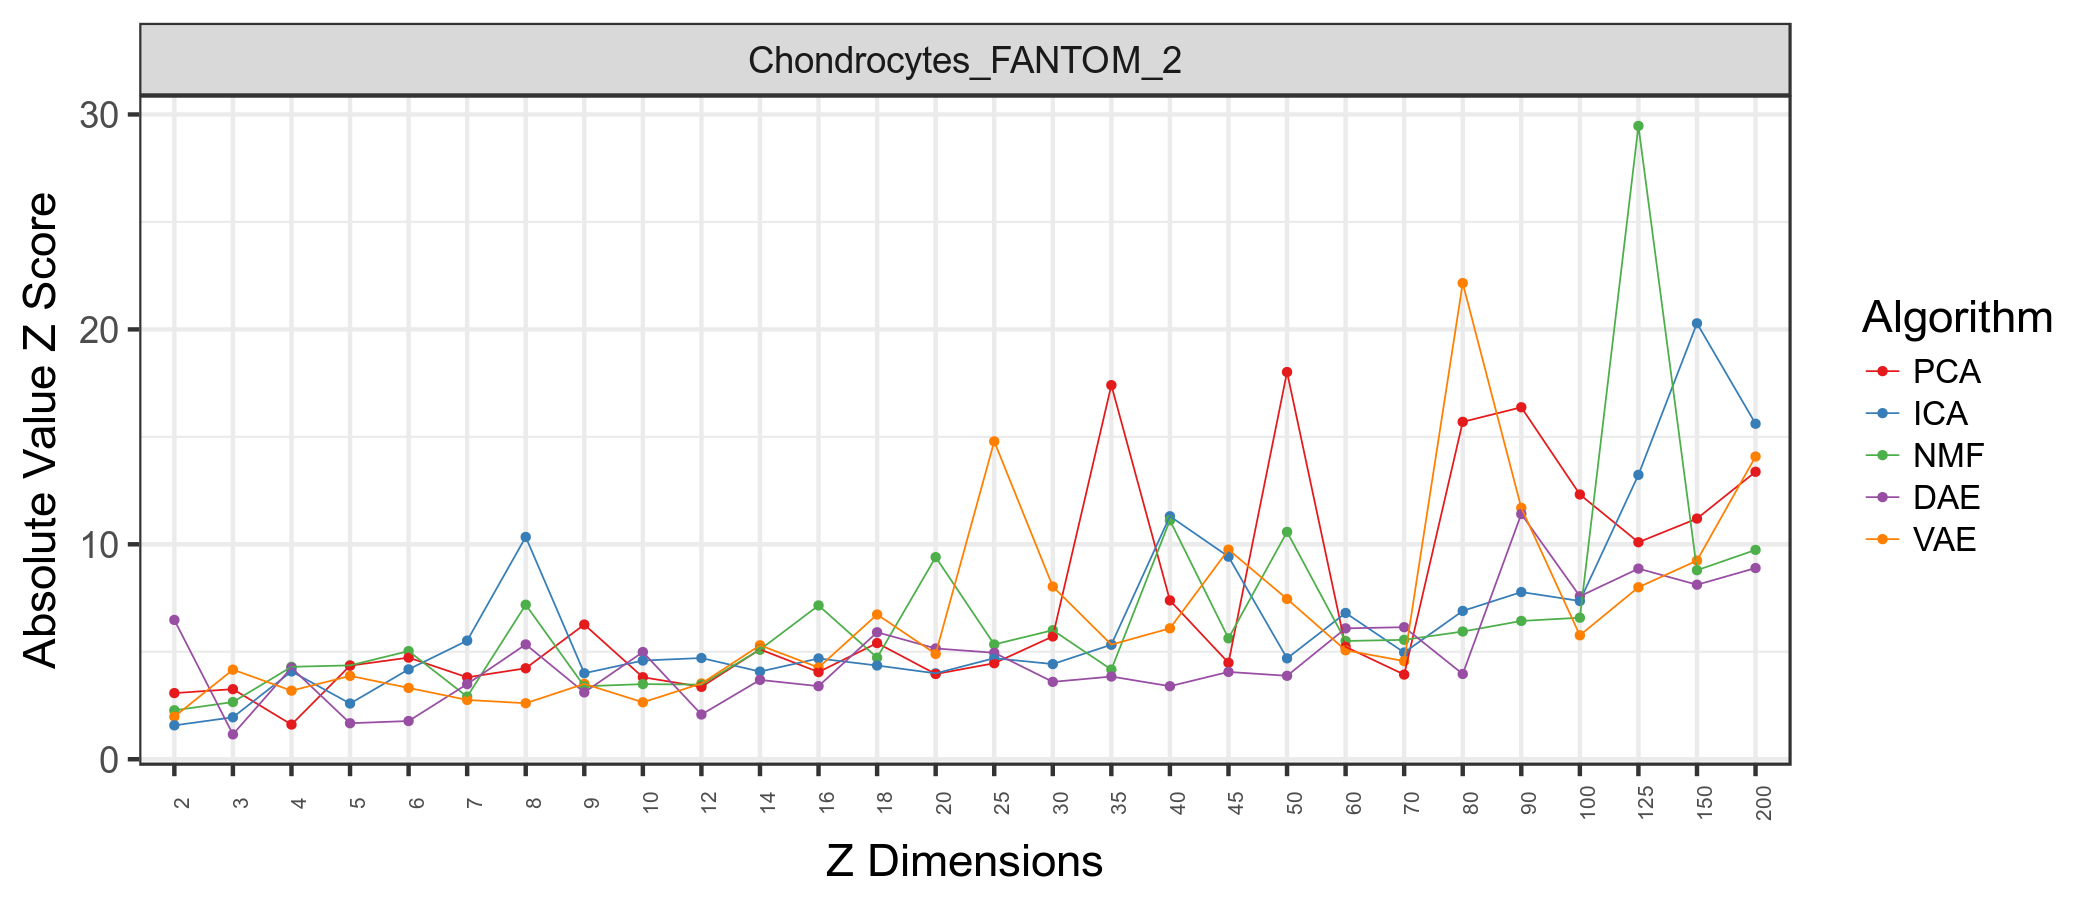 Chondrocytes_FANTOM_2
Absolute Value Z Score
30
20
10
0
2 3 4 5 6 7 8 9 10 12 14 16 18 20 25 30 35 40 45 50 60 70 80 90 100 125 150 200
Z Dimensions
Algorithm
PCA
ICA
NMF
DAE
VAE